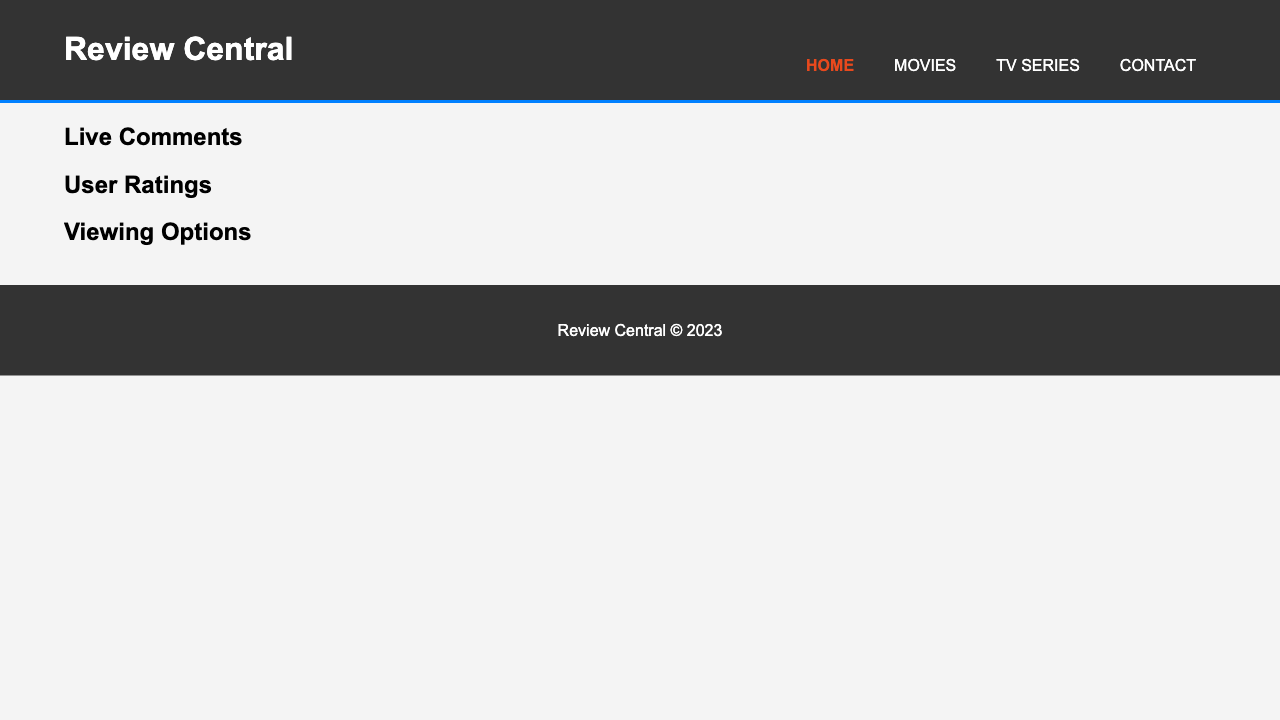 Review Central
HOME MOVIES TV SERIES CONTACT
Live Comments
User Ratings
Viewing Options
Review Central © 2023